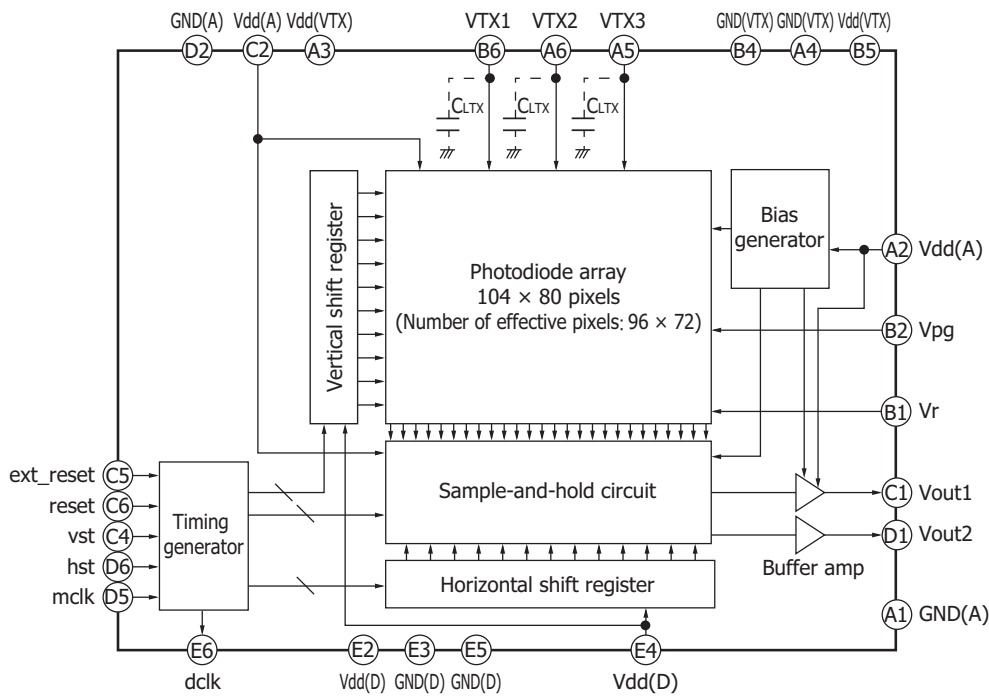 GND(A) Vdd(A) Vdd(VTX) VTX1 VTX2 VTX3 GND(VTX) GND(VTX) Vdd(VTX)
D2 C2 A3 B6 A6 A5 B4 A4 B5
CLTX CLTX CLTX
Vertical shift register
Photodiode array
104 × 80 pixels
(Number of effective pixels: 96 × 72)
Bias
generator
A2 Vdd(A)
B2 Vpg
B1 Vr
ext_reset C5
reset C6
vst C4
hst D6
mclk D5
Timing
generator
Sample-and-hold circuit
C1 Vout1
D1 Vout2
Buffer amp
Horizontal shift register
A1 GND(A)
E6 E2 E3 E5 E4
dclk Vdd(D) GND(D) GND(D) Vdd(D)